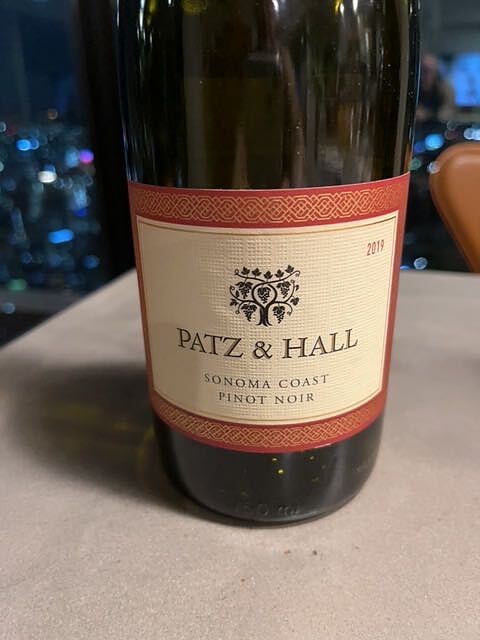 2019
PATZ & HALL
SONOMA COAST
PINOT NOIR